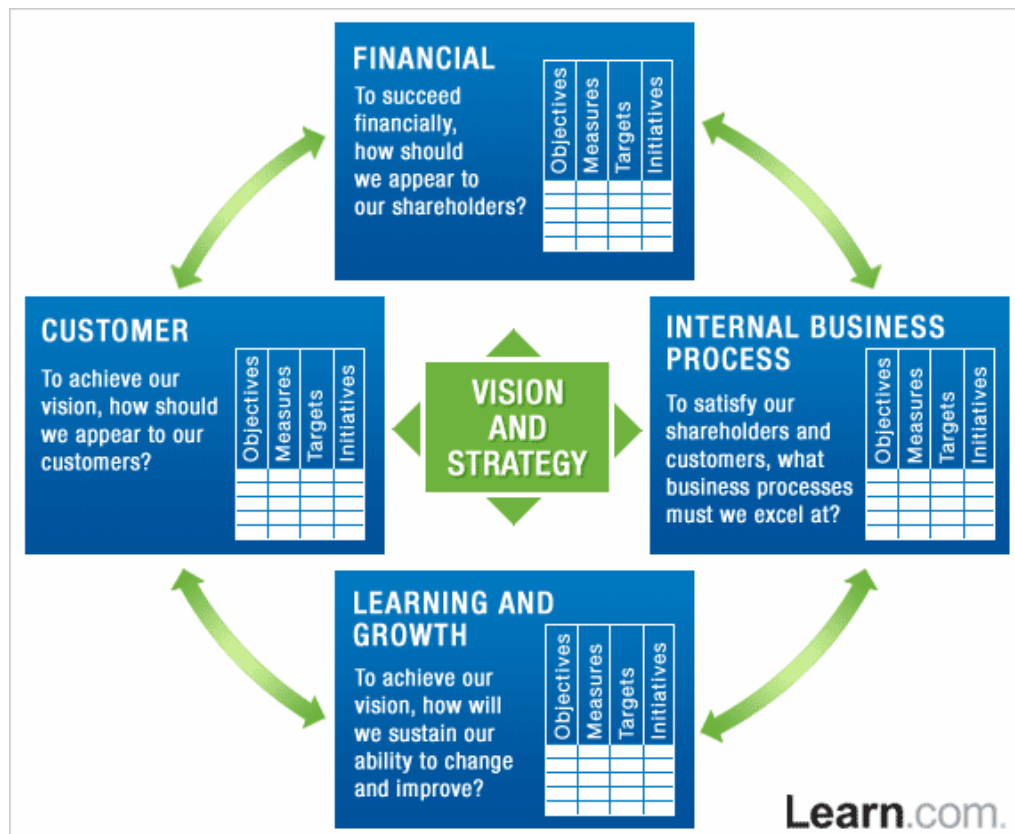 FINANCIAL
To succeed
financially,
how should
we appear to
our shareholders?
Objectives
Measures
Targets
Initiatives
CUSTOMER
To achieve our
vision, how should
we appear to our
customers?
Objectives
Measures
Targets
Initiatives
VISION
AND
STRATEGY
INTERNAL BUSINESS
PROCESS
To satisfy our
shareholders and
customers, what
business processes
must we excel at?
Objectives
Measures
Targets
Initiatives
LEARNING AND
GROWTH
To achieve our
vision, how will
we sustain our
ability to change
and improve?
Objectives
Measures
Targets
Initiatives
Learn.com.